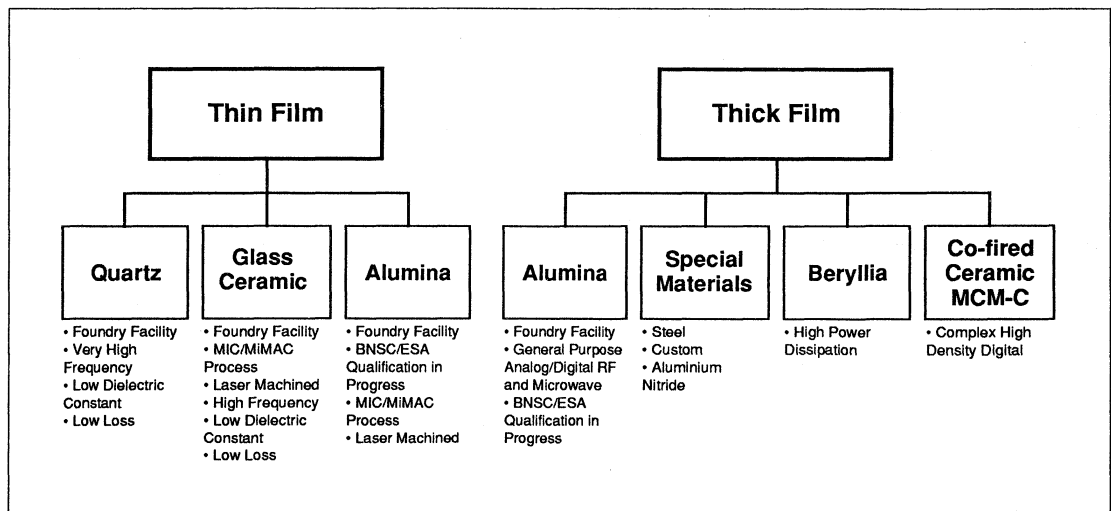 Thin Film
Thick Film
Quartz
Glass
Ceramic
Alumina
Alumina
Special
Materials
Beryllia
Co-fired
Ceramic
MCM-C
• Foundry Facility
• Very High
Frequency
• Low Dielectric
Constant
• Low Loss
• Foundry Facility
• MIC/MiMAC
Process
• Laser Machined
• High Frequency
• Low Dielectric
Constant
• Low Loss
• Foundry Facility
• BNSC/ESA
Qualification in
Progress
• MIC/MiMAC
Process
• Laser Machined
• Foundry Facility
• General Purpose
Analog/Digital RF
and Microwave
• BNSC/ESA
Qualification in
Progress
• Steel
• Custom
• Aluminium
Nitride
• High Power
Dissipation
• Complex High
Density Digital